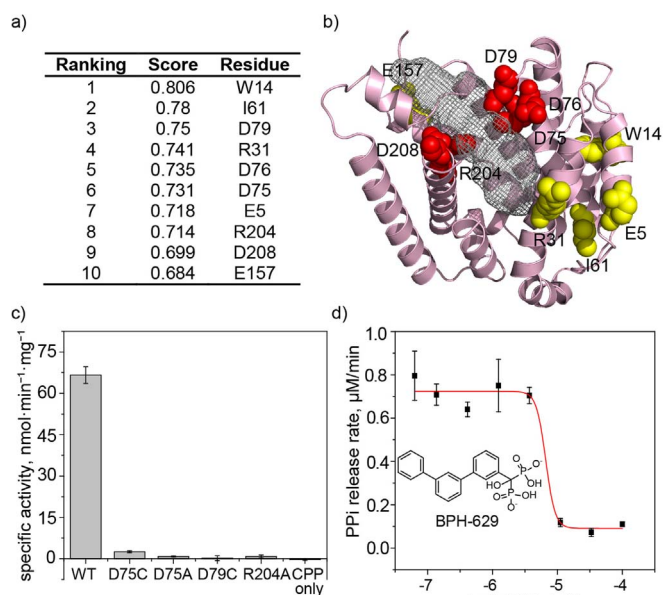 a)
Ranking Score Residue
1 0.806 W14
2 0.78 I61
3 0.75 D79
4 0.741 R31
5 0.735 D76
6 0.731 D75
7 0.718 E5
8 0.714 R204
9 0.699 D208
10 0.684 E157
b)
D79
E157
D76
W14
D75
D208
R204
R31
E5
I61
c)
specific activity, nmol·min⁻¹·mg⁻¹
75
60
45
30
15
0
WT D75C D75A D79C R204A CPP
only
d)
PPi release rate, µM/min
1.0
0.8
0.6
0.4
0.2
0.0
O
P O⁻
HO OH
O P OH
O⁻
BPH-629
-7 -6 -5 -4